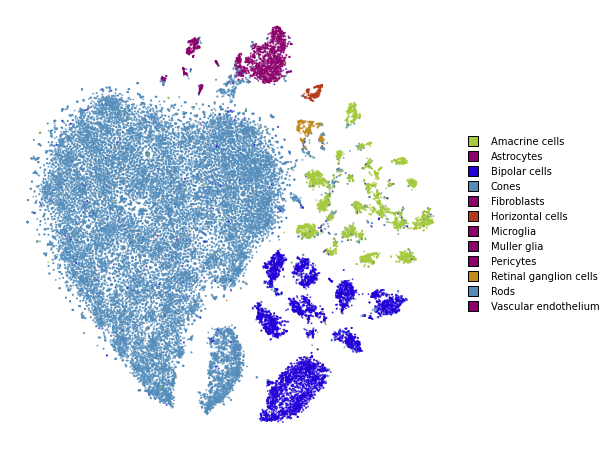 Amacrine cells
Astrocytes
Bipolar cells
Cones
Fibroblasts
Horizontal cells
Microglia
Muller glia
Pericytes
Retinal ganglion cells
Rods
Vascular endothelium